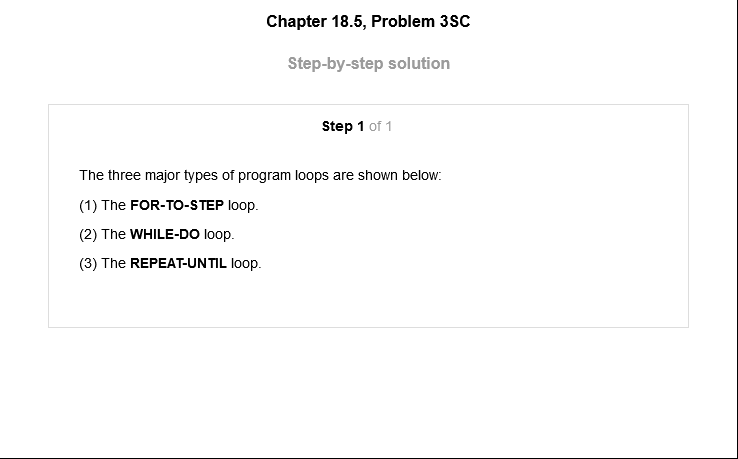 Chapter 18.5, Problem 3SC
Step-by-step solution
Step 1 of 1
The three major types of program loops are shown below:
(1) The FOR-TO-STEP loop.
(2) The WHILE-DO loop.
(3) The REPEAT-UNTIL loop.